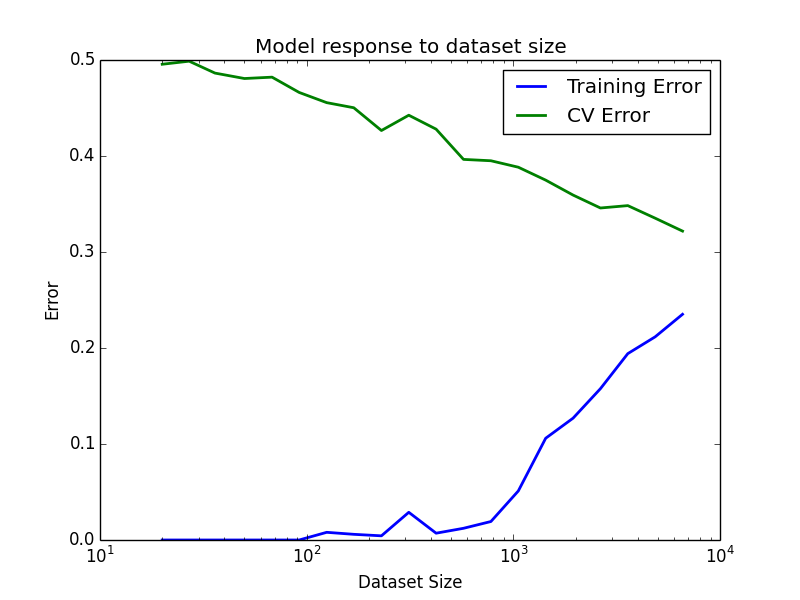 Model response to dataset size
Training Error
CV Error
0.5
0.4
0.3
0.2
0.1
0.0
Error
10¹
10²
10³
10⁴
Dataset Size